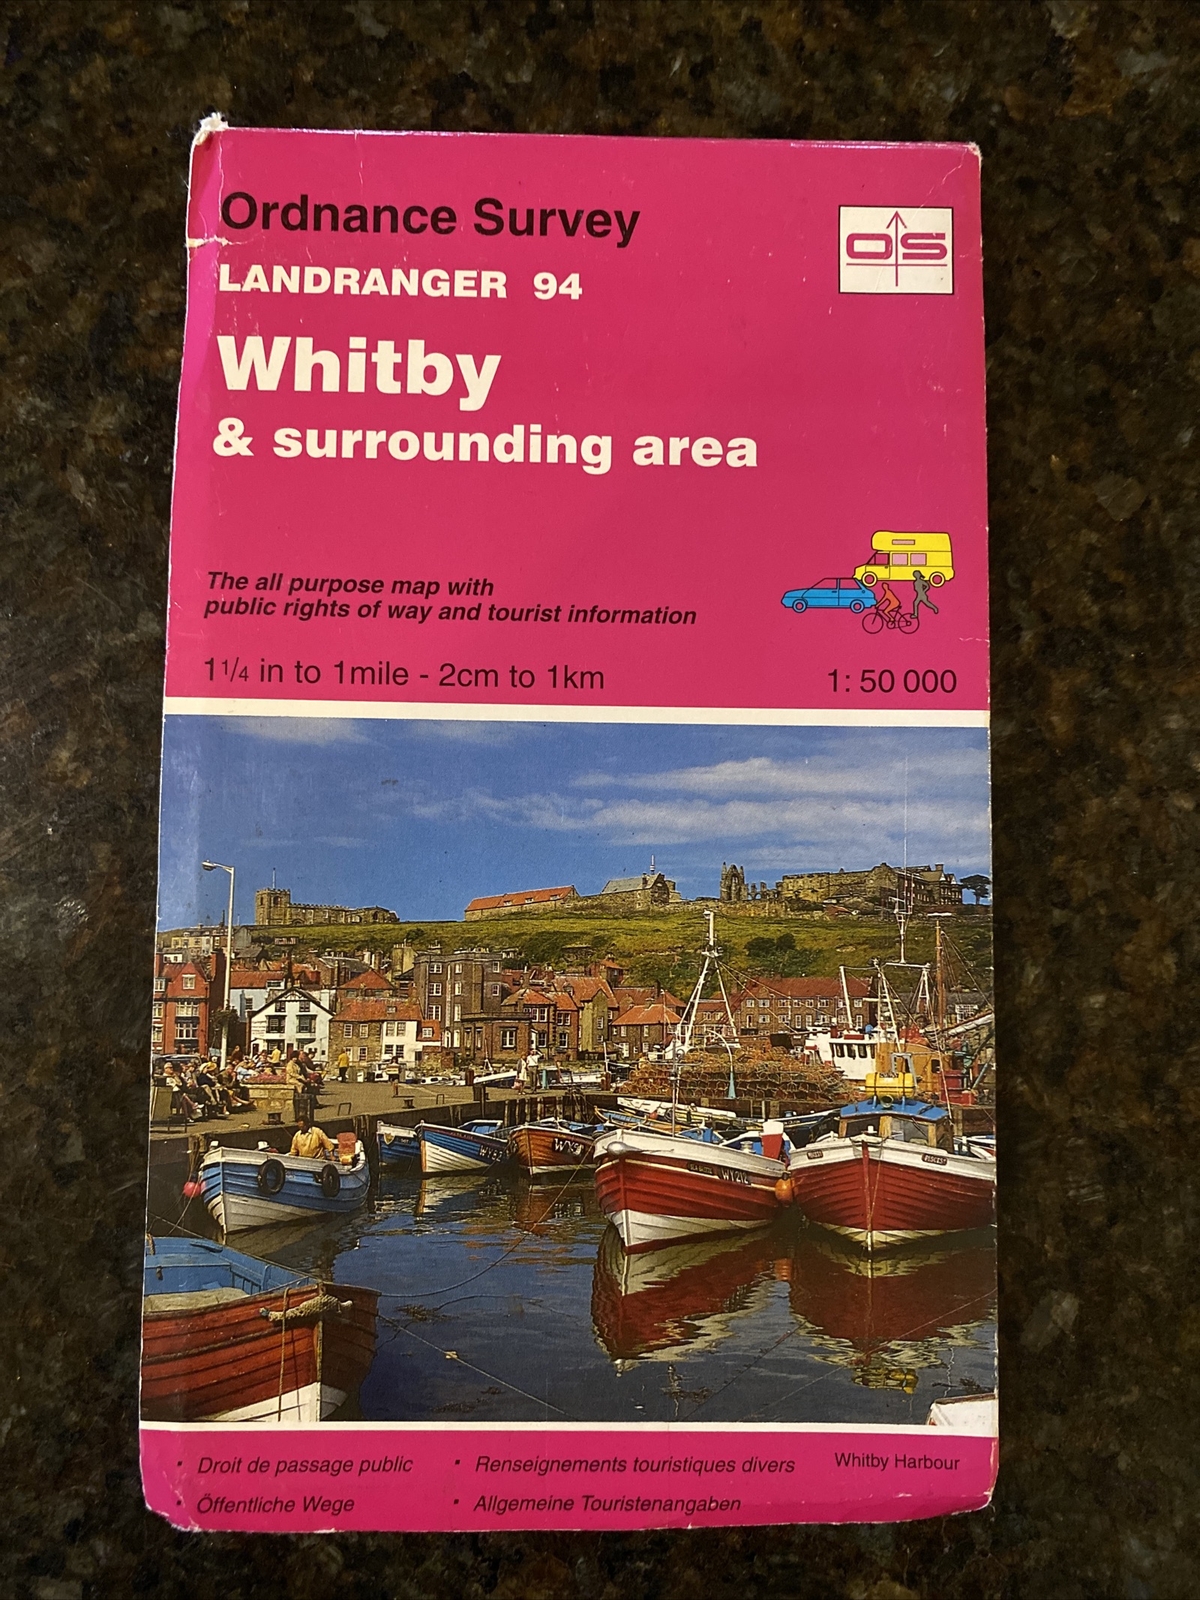 Ordnance Survey
OS
LANDRANGER 94
Whitby
& surrounding area
The all purpose map with
public rights of way and tourist information
1 1/4 in to 1mile - 2cm to 1km
1: 50 000
WY 212
· Droit de passage public
· Renseignements touristiques divers
Whitby Harbour
· Öffentliche Wege
· Allgemeine Touristenangaben